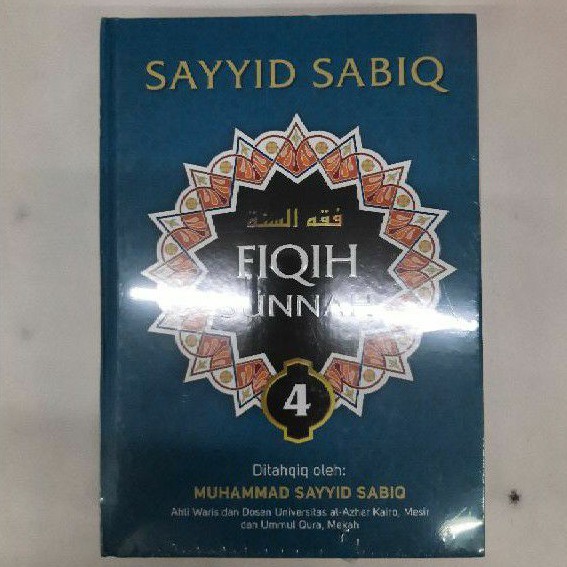 SAYYID SABIQ
فقه السنة
FIQIH
SUNNAH
4
Ditahqiq oleh:
MUHAMMAD SAYYID SABIQ
Ahli Waris dan Dosen Universitas al-Azhar Kairo, Mesir
dan Ummul Qura, Mekah